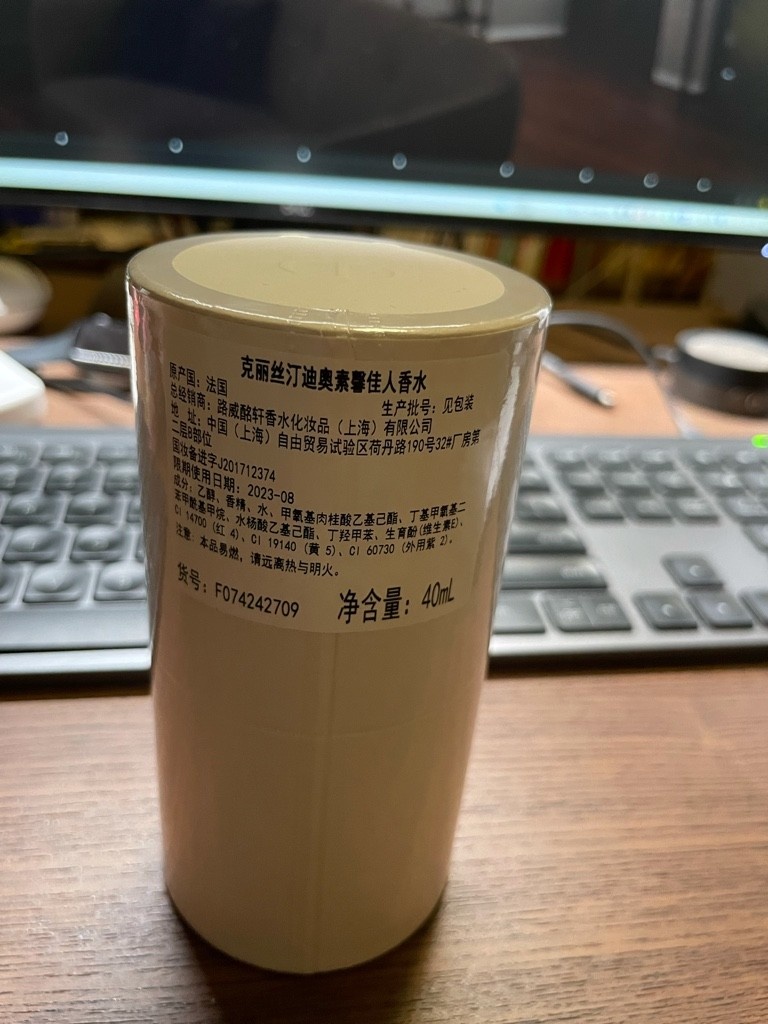 克丽丝汀迪奥素馨佳人香水
原产国：法国 生产批号：见包装
总经销商：路威酩轩香水化妆品（上海）有限公司
地 址：中国（上海）自由贸易试验区荷丹路190号32#厂房第
二层B部位
国妆备进字J201712374
限期使用日期：2023-08
成分：乙醇、香精、水、甲氧基肉桂酸乙基己酯、丁基甲氧基二
苯甲酰基甲烷、水杨酸乙基己酯、丁羟甲苯、生育酚(维生素E)、
CI 14700（红 4）、CI 19140（黄 5）、CI 60730（外用紫 2）。
注意：本品易燃，请远离热与明火。
货号：F074242709 净含量：40mL